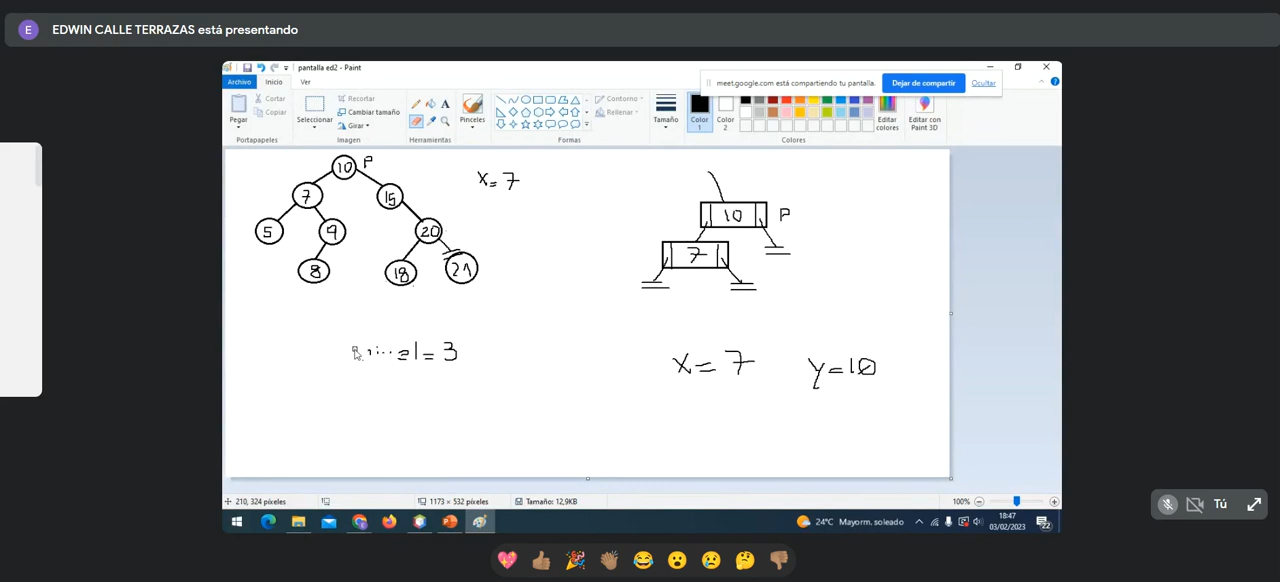 E EDWIN CALLE TERRAZAS está presentando
pantalla ed2 - Paint
Archivo Inicio Ver
meet.google.com está compartiendo tu pantalla. Dejar de compartir Ocultar
Pegar
Cortar
Copiar
Portapapeles
Seleccionar
Recortar
Cambiar tamaño
Girar
Imagen
A
Herramientas
Pinceles
Contorno
Rellenar
Formas
Tamaño
Color 1
Color 2
Editar colores
Editar con Paint 3D
Colores
10 P
7 15
5 9 20
8 18 21
x=7
10 P
7
=3
x=7 y=10
210, 324 píxeles
1173 × 532 píxeles
Tamaño: 12,9KB
100%
24°C Mayorm. soleado
18:47
03/02/2023
22
Tú